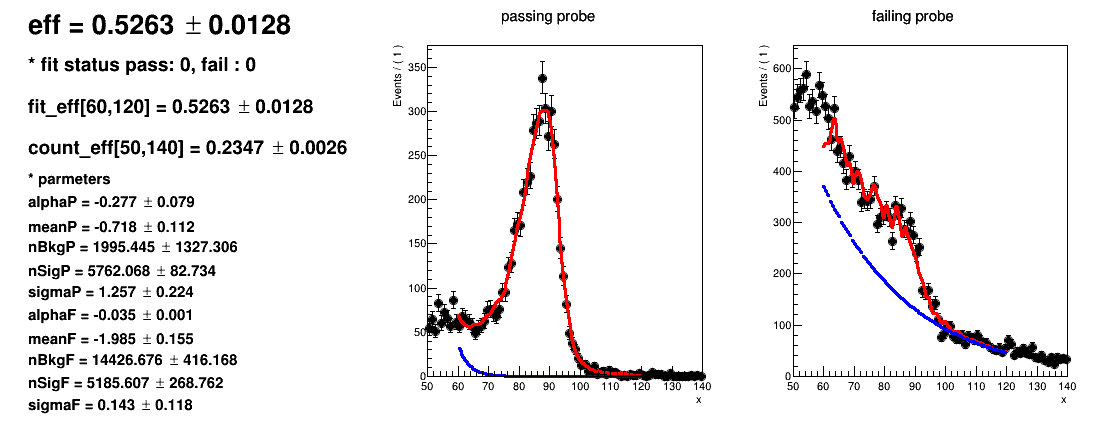 eff = 0.5263 ± 0.0128
* fit status pass: 0, fail : 0
fit_eff[60,120] = 0.5263 ± 0.0128
count_eff[50,140] = 0.2347 ± 0.0026
* parmeters
alphaP = -0.277 ± 0.079
meanP = -0.718 ± 0.112
nBkgP = 1995.445 ± 1327.306
nSigP = 5762.068 ± 82.734
sigmaP = 1.257 ± 0.224
alphaF = -0.035 ± 0.001
meanF = -1.985 ± 0.155
nBkgF = 14426.676 ± 416.168
nSigF = 5185.607 ± 268.762
sigmaF = 0.143 ± 0.118
passing probe
Events / ( 1 )
350
300
250
200
150
100
50
0
50 60 70 80 90 100 110 120 130 140
x
failing probe
Events / ( 1 )
600
500
400
300
200
100
0
50 60 70 80 90 100 110 120 130 140
x